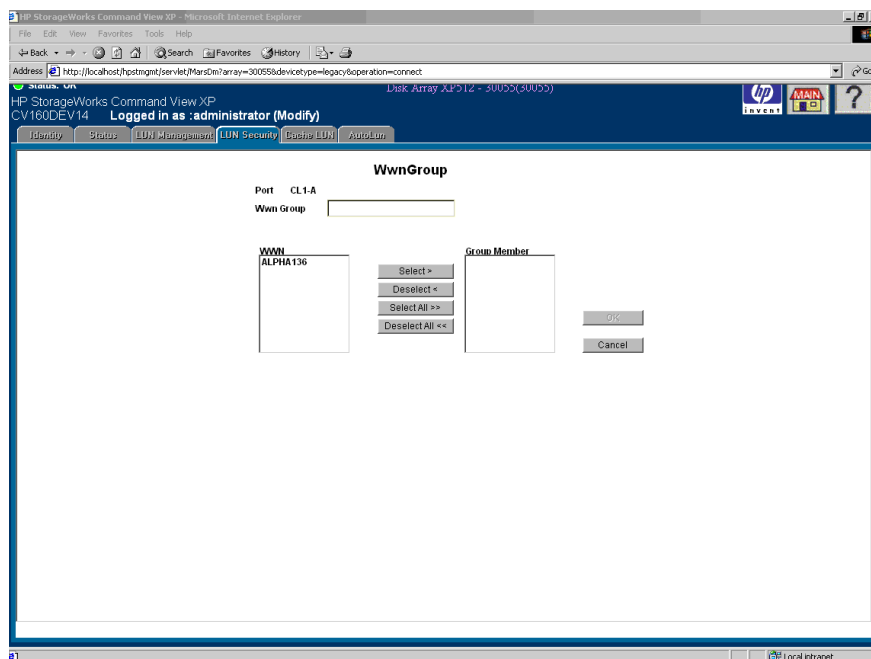 HP StorageWorks Command View XP - Microsoft Internet Explorer
File Edit View Favorites Tools Help
Back Search Favorites History
Address http://localhost/hpstmgmt/servlet/MarsDm?array=30055&devicetype=legacy&operation=connect Go
Status: OK Disk Array XP512 - 30055(30055)
HP StorageWorks Command View XP
CV160DEV14 Logged in as :administrator (Modify)
hp invent MAIN ?
Identity Status LUN Management LUN Security Cache LUN AutoLun
WwnGroup
Port CL1-A
Wwn Group
WWN Group Member
ALPHA136
Select >
Deselect <
Select All >>
Deselect All <<
OK
Cancel
Local intranet